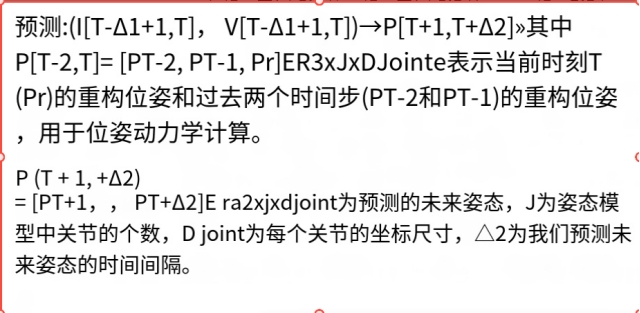 预测:(I[T-Δ1+1,T]， V[T-Δ1+1,T])→P[T+1,T+Δ2]»其中
P[T-2,T]= [PT-2, PT-1, Pr]ER3xJxDJointe表示当前时刻T
(Pr)的重构位姿和过去两个时间步(PT-2和PT-1)的重构位姿
，用于位姿动力学计算。
P (T + 1, +Δ2)
= [PT+1，， PT+Δ2]E ra2xjxdjoint为预测的未来姿态，J为姿态模
型中关节的个数，D joint为每个关节的坐标尺寸，△2为我们预测未
来姿态的时间间隔。